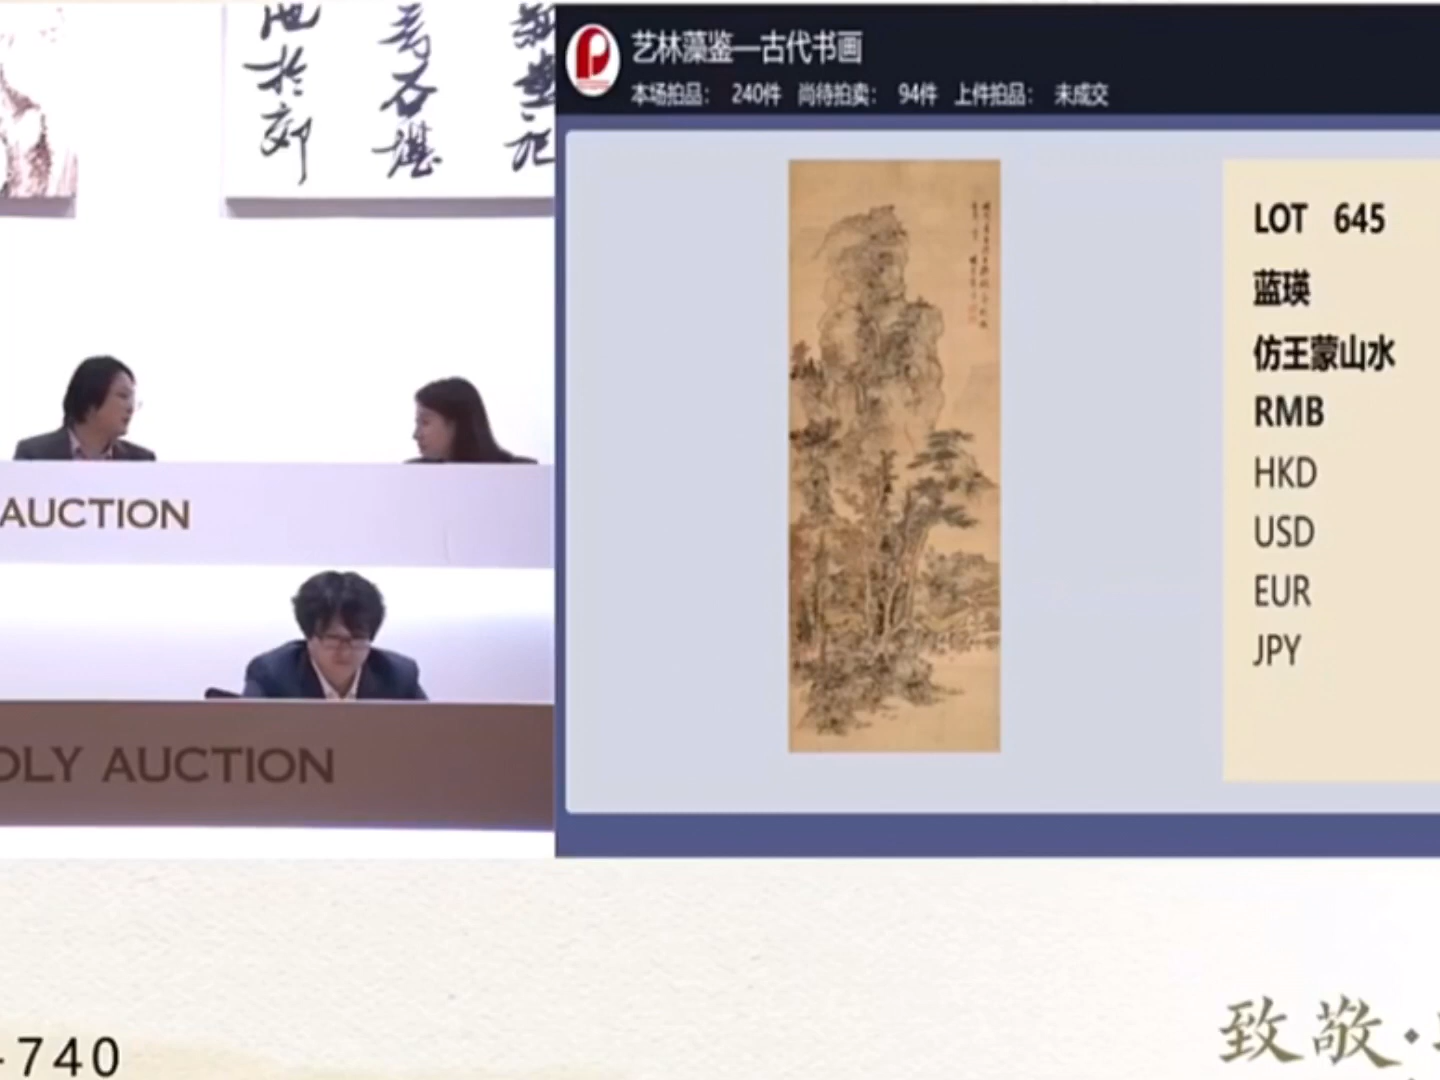 艺林藻鉴—古代书画
本场拍品： 240件 尚待拍卖： 94件 上件拍品： 未成交
LOT 645
蓝瑛
仿王蒙山水
RMB
HKD
USD
EUR
JPY
AUCTION
OLY AUCTION
-740
致敬·